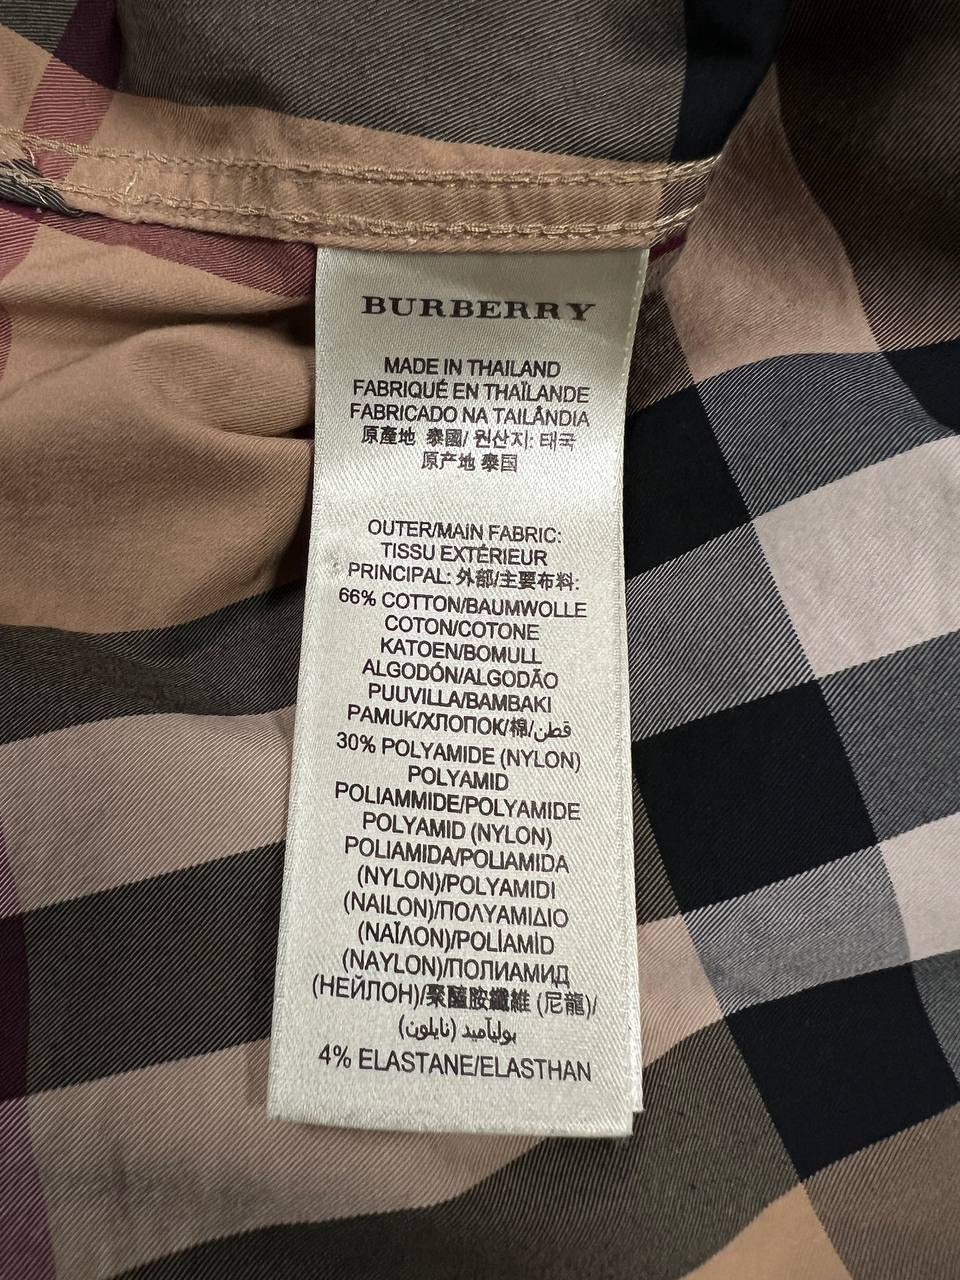 BURBERRY
MADE IN THAILAND
FABRIQUÉ EN THAÏLANDE
FABRICADO NA TAILÂNDIA
原產地 泰國/ 원산지: 태국
原产地 泰国
OUTER/MAIN FABRIC:
TISSU EXTÉRIEUR
PRINCIPAL: 外部/主要布料:
66% COTTON/BAUMWOLLE
COTON/COTONE
KATOEN/BOMULL
ALGODÓN/ALGODÃO
PUUVILLA/BAMBAKI
PAMUK/ХЛОПОК/棉/قطن
30% POLYAMIDE (NYLON)
POLYAMID
POLIAMMIDE/POLYAMIDE
POLYAMID (NYLON)
POLIAMIDA/POLIAMIDA
(NYLON)/POLYAMIDI
(NAILON)/ΠΟΛΥΑΜΙΔΙΟ
(ΝΑΪΛΟΝ)/POLİAMİD
(NAYLON)/ПОЛИАМИД
(НЕЙЛОН)/聚醯胺纖維 (尼龍)/
بولياميد (نايلون)
4% ELASTANE/ELASTHAN